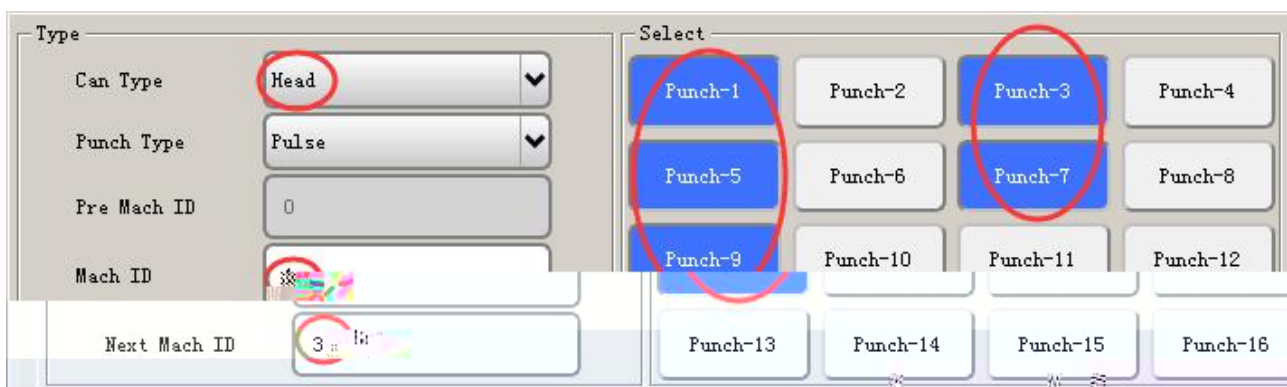 Type
Can Type Head
Punch Type Pulse
Pre Mach ID 0
Mach ID
Next Mach ID 3
Select
Punch-1 Punch-2 Punch-3 Punch-4
Punch-5 Punch-6 Punch-7 Punch-8
Punch-9 Punch-10 Punch-11 Punch-12
Punch-13 Punch-14 Punch-15 Punch-16